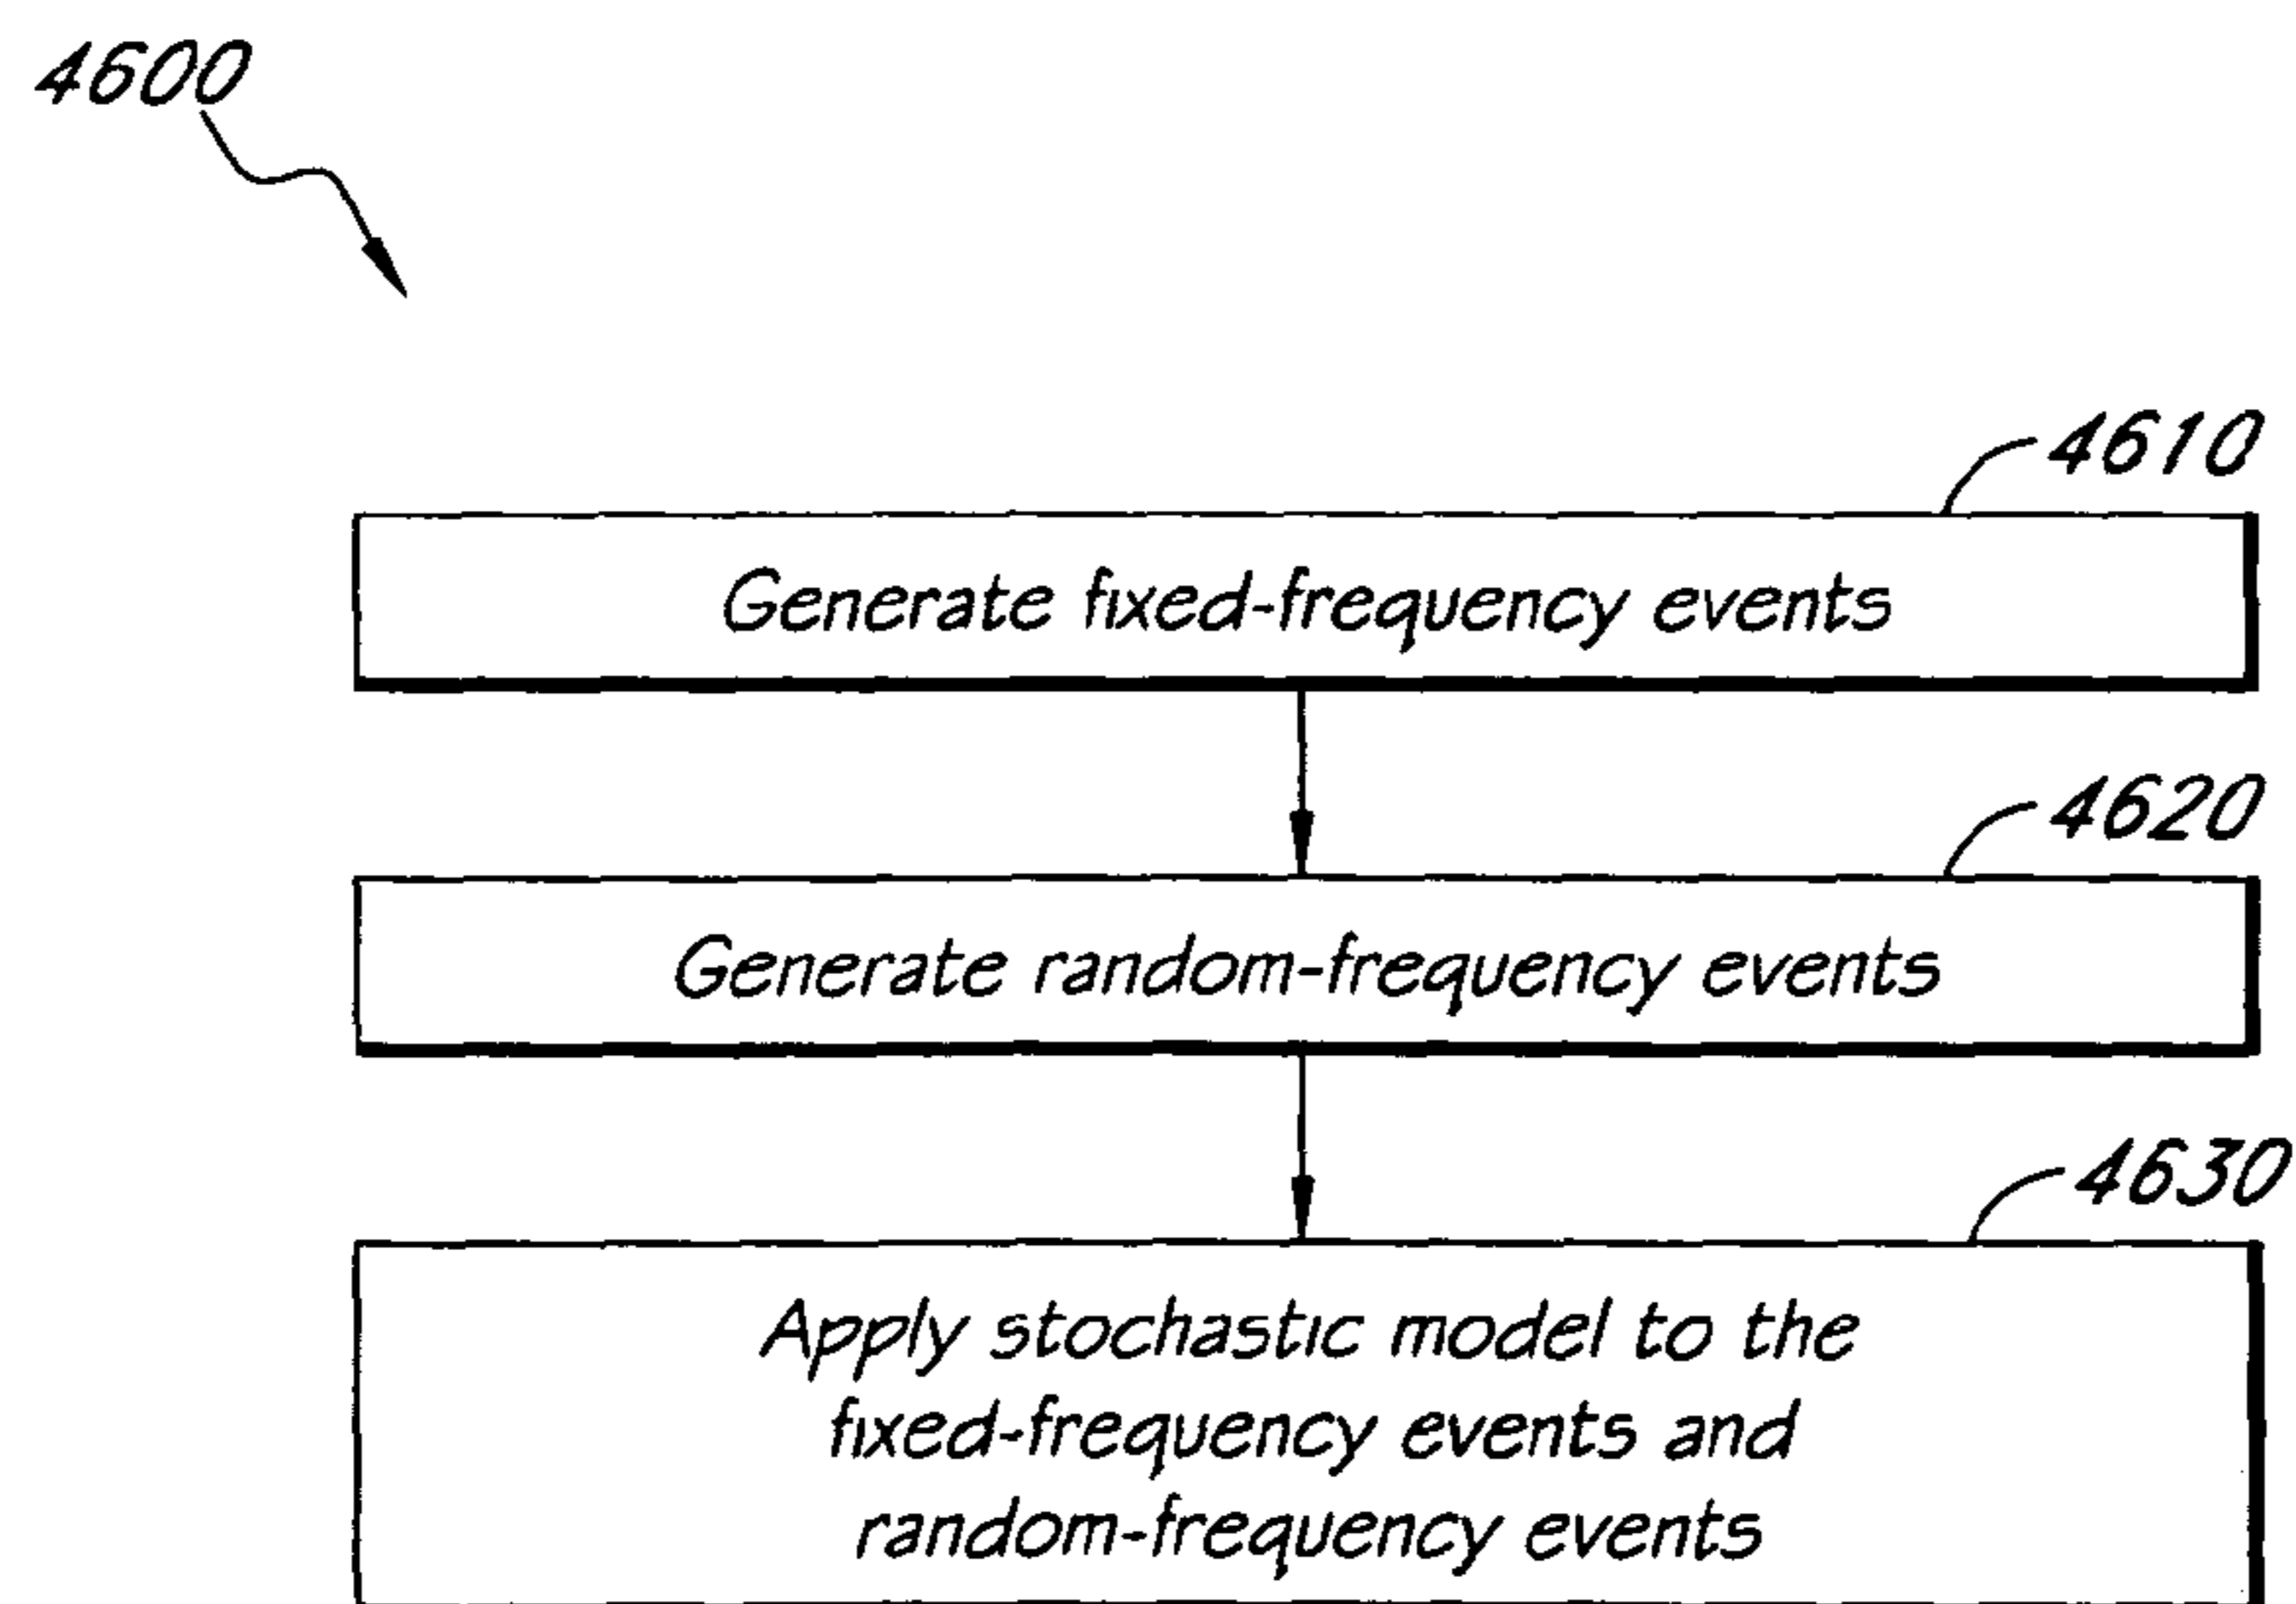 4600
4610
Generate fixed-frequency events
4620
Generate random-frequency events
4630
Apply stochastic model to the
fixed-frequency events and
random-frequency events